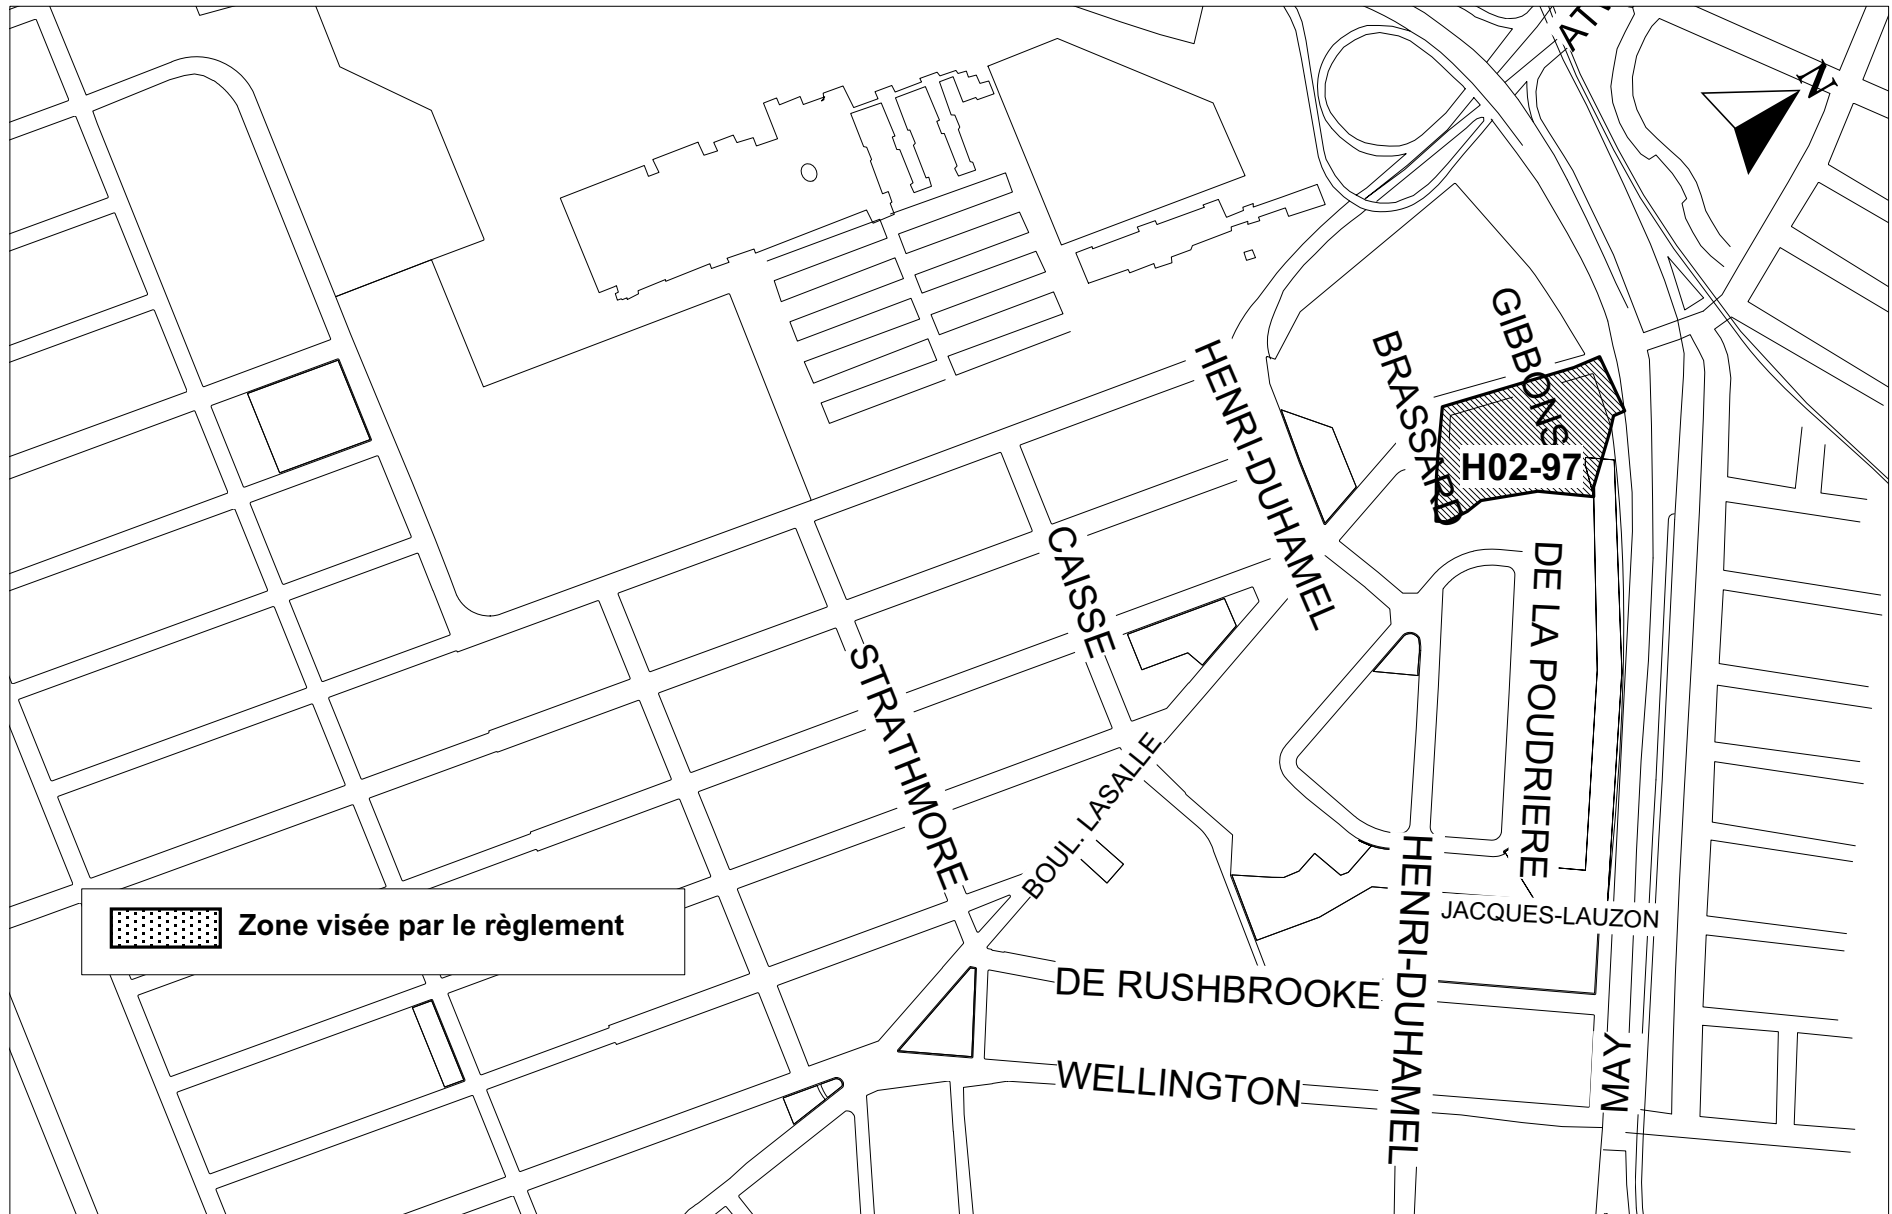 N
GIBBONS
BRASSARD
HENRI-DUHAMEL
H02-97
CAISSE
DE LA POUDRIERE
STRATHMORE
BOUL. LASALLE
HENRI-DUHAMEL
JACQUES-LAUZON
Zone visée par le règlement
DE RUSHBROOKE
WELLINGTON
MAY